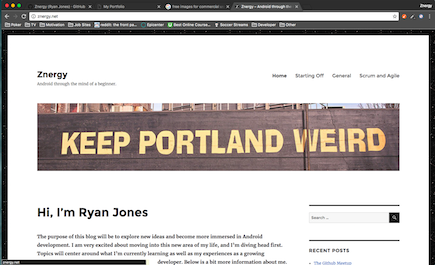 Znergy (Ryan Jones) · GitHub
My Portfolio
free images for commercial u
Znergy – Android through th
Znergy
znergy.net
Poker
TV
Motivation
Job Sites
reddit: the front pa
Epicenter
Best Online Course
Soccer Streams
Developer
Other
Znergy
Android through the mind of a beginner.
Home Starting Off General Scrum and Agile
KEEP PORTLAND WEIRD
Hi, I'm Ryan Jones
The purpose of this blog will be to explore new ideas and become more immersed in Android
development. I am very excited about moving into this new area of my life, and I'm diving head first.
Topics will center around what I'm currently learning as well as my experiences as a growing
developer. Below is a bit more information about me.
Search ...
RECENT POSTS
The Github Meetup
znergy.net